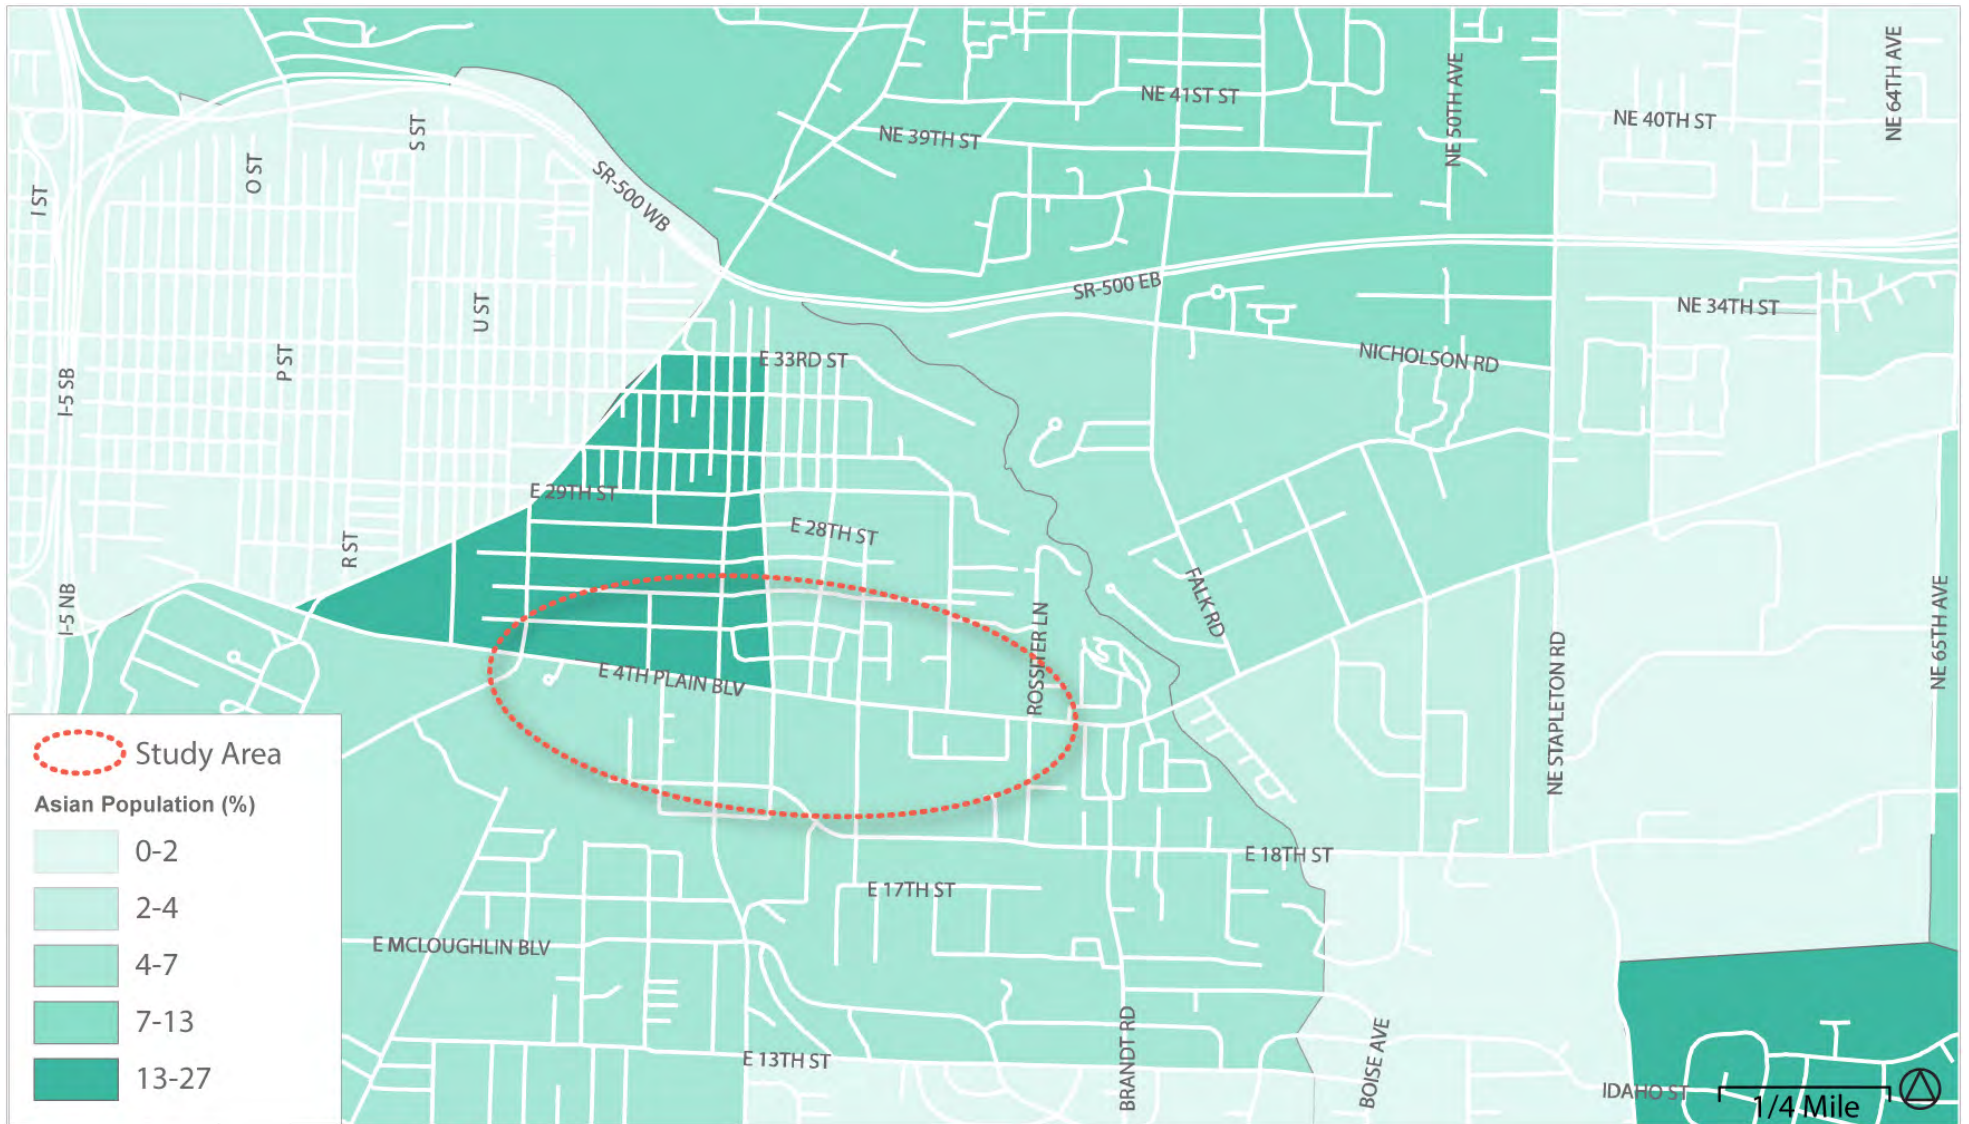 NE 64TH AVE
NE 50TH AVE
NE 41ST ST
NE 40TH ST
NE 39TH ST
S ST
O ST
I ST
SR-500 WB
SR-500 EB
NE 34TH ST
U ST
P ST
E 33RD ST
NICHOLSON RD
I-5 SB
E 29TH ST
E 28TH ST
R ST
I-5 NB
FALK RD
ROSSITER LN
NE 65TH AVE
NE STAPLETON RD
E 4TH PLAIN BLV
Study Area
Asian Population (%)
0-2
2-4
4-7
7-13
13-27
E 18TH ST
E 17TH ST
E MCLOUGHLIN BLV
E 13TH ST
BRANDT RD
BOISE AVE
IDAHO ST
1/4 Mile